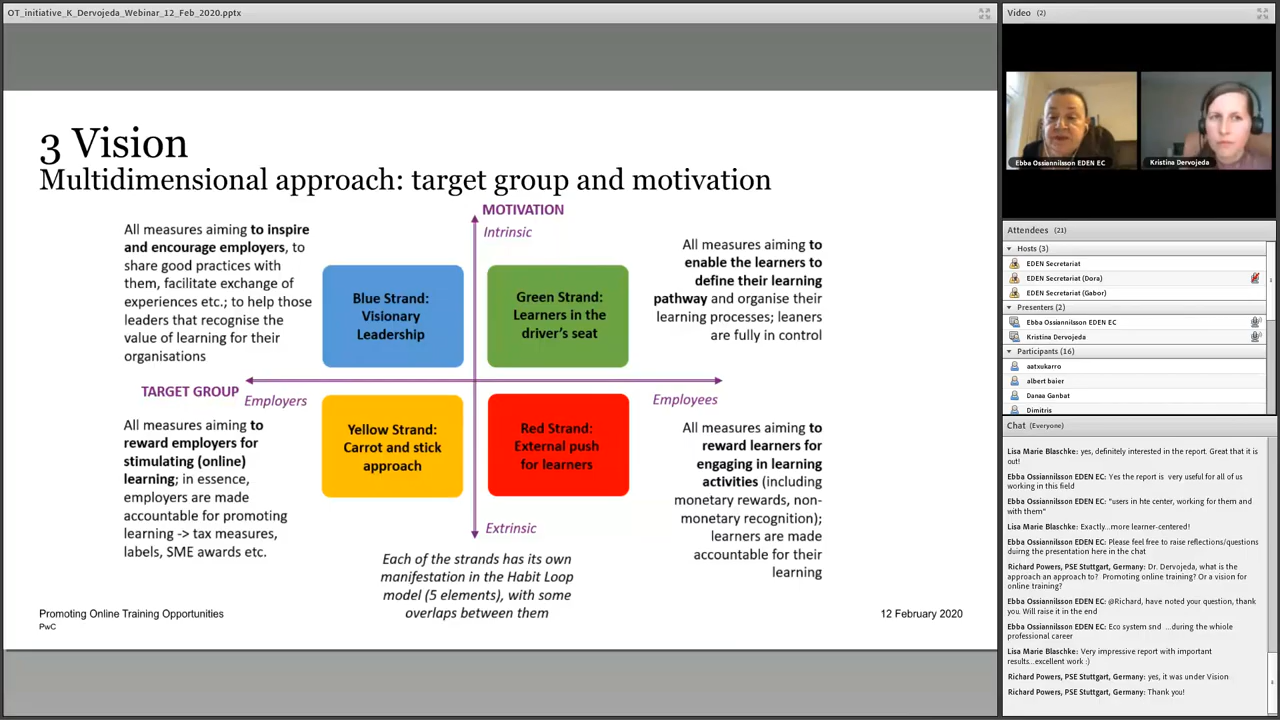 OT_initiative_K_Dervojeda_Webinar_12_Feb_2020.pptx
3 Vision
Multidimensional approach: target group and motivation
MOTIVATION
Intrinsic
All measures aiming to inspire
and encourage employers, to
share good practices with
them, facilitate exchange of
experiences etc.; to help those
leaders that recognise the
value of learning for their
organisations
Blue Strand:
Visionary
Leadership
Green Strand:
Learners in the
driver's seat
All measures aiming to
enable the learners to
define their learning
pathway and organise their
learning processes; leaners
are fully in control
TARGET GROUP
Employers
Employees
All measures aiming to
reward employers for
stimulating (online)
learning; in essence,
employers are made
accountable for promoting
learning -> tax measures,
labels, SME awards etc.
Yellow Strand:
Carrot and stick
approach
Red Strand:
External push
for learners
All measures aiming to
reward learners for
engaging in learning
activities (including
monetary rewards, non-
monetary recognition);
learners are made
accountable for their
learning
Extrinsic
Each of the strands has its own
manifestation in the Habit Loop
model (5 elements), with some
overlaps between them
Promoting Online Training Opportunities
PwC
12 February 2020
Video (2)
Ebba Ossiannilsson EDEN EC
Kristina Dervojeda
Attendees (21)
Hosts (3)
EDEN Secretariat
EDEN Secretariat (Dora)
EDEN Secretariat (Gabor)
Presenters (2)
Ebba Ossiannilsson EDEN EC
Kristina Dervojeda
Participants (16)
aatxukarro
albert baier
Danaa Ganbat
Dimitris
Chat (Everyone)
Lisa Marie Blaschke: yes, definitely interested in the report. Great that it is
out!
Ebba Ossiannilsson EDEN EC: Yes the report is very useful for all of us
working in this field
Ebba Ossiannilsson EDEN EC: "users in hte center, working for them and
with them"
Lisa Marie Blaschke: Exactly...more learner-centered!
Ebba Ossiannilsson EDEN EC: Please feel free to raise reflections/questions
duirng the presentation here in the chat
Richard Powers, PSE Stuttgart, Germany: Dr. Dervojeda, what is the
approach an approach to? Promoting online training? Or a vision for
online training?
Ebba Ossiannilsson EDEN EC: @Richard, have noted your question, thank
you. Will raise it in the end
Ebba Ossiannilsson EDEN EC: Eco system snd ...during the whole
professional career
Lisa Marie Blaschke: Very impressive report with important
results...excellent work :)
Richard Powers, PSE Stuttgart, Germany: yes, it was under Vision
Richard Powers, PSE Stuttgart, Germany: Thank you!